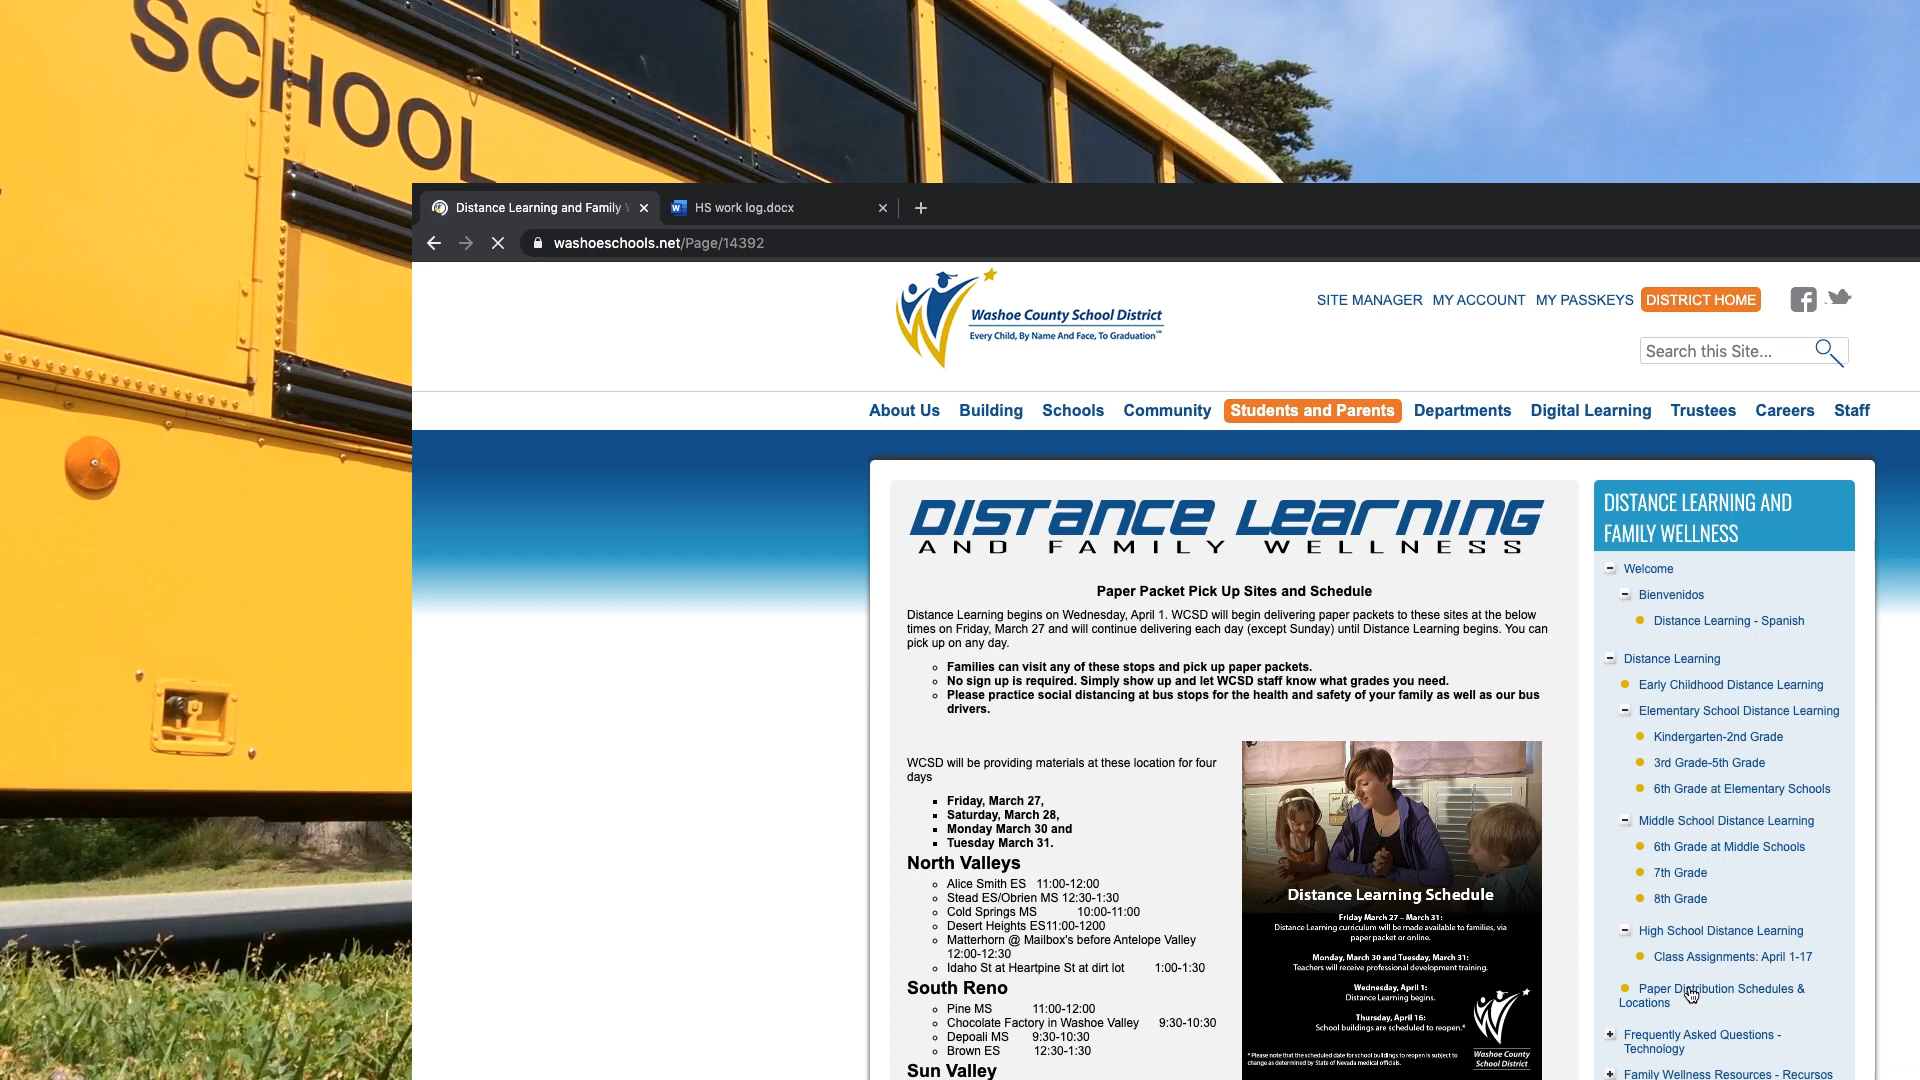 SCHOOL
Distance Learning and Family
HS work log.docx
washoeschools.net/Page/14392
Washoe County School District
Every Child, By Name And Face, To Graduation℠
SITE MANAGER MY ACCOUNT MY PASSKEYS DISTRICT HOME
Search this Site...
About Us Building Schools Community Students and Parents Departments Digital Learning Trustees Careers Staff
DISTANCE LEARNING
AND FAMILY WELLNESS
Paper Packet Pick Up Sites and Schedule
Distance Learning begins on Wednesday, April 1. WCSD will begin delivering paper packets to these sites at the below
times on Friday, March 27 and will continue delivering each day (except Sunday) until Distance Learning begins. You can
pick up on any day.
Families can visit any of these stops and pick up paper packets.
No sign up is required. Simply show up and let WCSD staff know what grades you need.
Please practice social distancing at bus stops for the health and safety of your family as well as our bus
drivers.
WCSD will be providing materials at these location for four
days
Friday, March 27,
Saturday, March 28,
Monday March 30 and
Tuesday March 31.
North Valleys
Alice Smith ES 11:00-12:00
Stead ES/Obrien MS 12:30-1:30
Cold Springs MS 10:00-11:00
Desert Heights ES11:00-1200
Matterhorn @ Mailbox's before Antelope Valley
12:00-12:30
Idaho St at Heartpine St at dirt lot 1:00-1:30
South Reno
Pine MS 11:00-12:00
Chocolate Factory in Washoe Valley 9:30-10:30
Depoali MS 9:30-10:30
Brown ES 12:30-1:30
Sun Valley
Distance Learning Schedule
Friday March 27 – March 31:
Distance Learning curriculum will be made available to families, via
paper packet or online.
Monday, March 30 and Tuesday, March 31:
Teachers will receive professional development training.
Wednesday, April 1:
Distance Learning begins.
Thursday, April 16:
School buildings are scheduled to reopen.*
* Please note that the scheduled date for school buildings to reopen is subject to
change as determined by State of Nevada medical officials.
Washoe County
School District
DISTANCE LEARNING AND
FAMILY WELLNESS
Welcome
Bienvenidos
Distance Learning - Spanish
Distance Learning
Early Childhood Distance Learning
Elementary School Distance Learning
Kindergarten-2nd Grade
3rd Grade-5th Grade
6th Grade at Elementary Schools
Middle School Distance Learning
6th Grade at Middle Schools
7th Grade
8th Grade
High School Distance Learning
Class Assignments: April 1-17
Paper Distribution Schedules &
Locations
Frequently Asked Questions -
Technology
Family Wellness Resources - Recursos